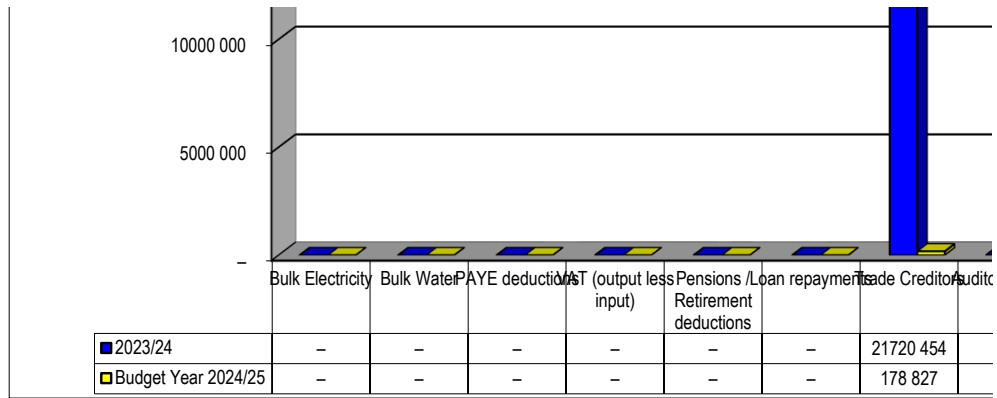 10000 000
5000 000
–
Bulk Electricity Bulk Water PAYE deductions VAT (output less input) Pensions / Retirement deductions Loan repayments Trade Creditors Audito
2023/24 – – – – – – 21720 454
Budget Year 2024/25 – – – – – – 178 827